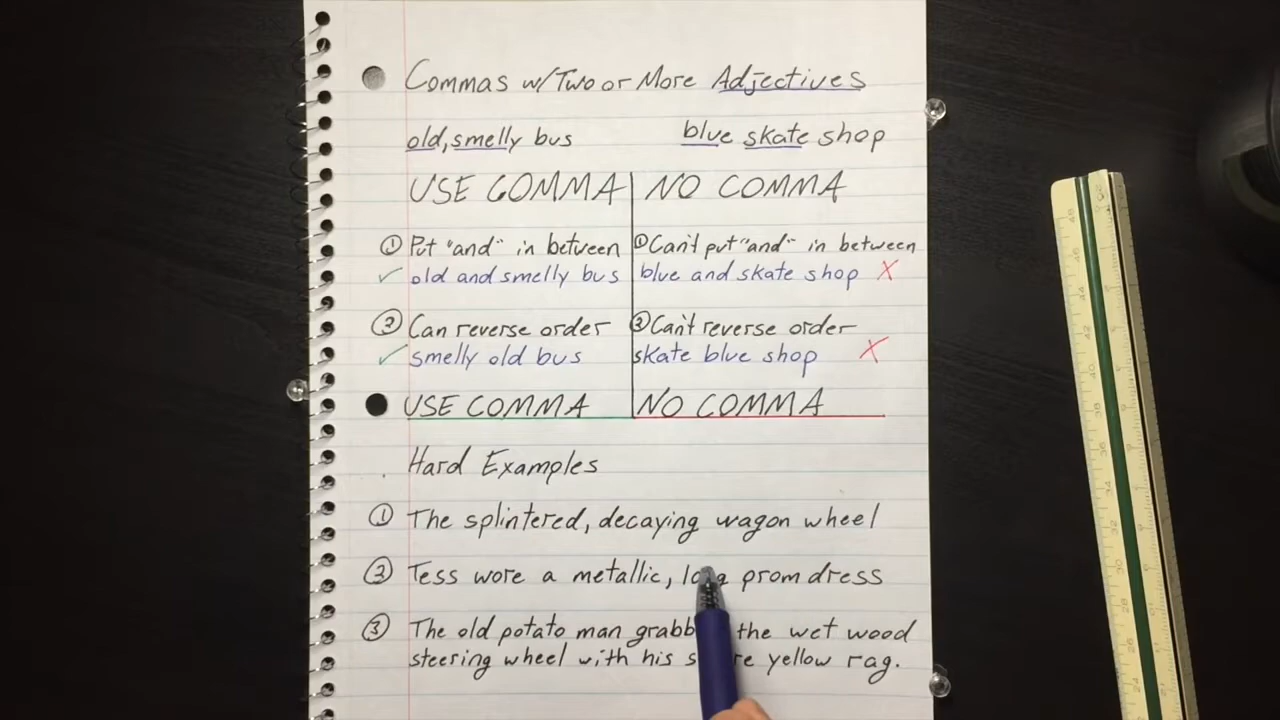 Commas w/Two or More Adjectives
old, smelly bus blue skate shop
USE COMMA NO COMMA
① Put "and" in between ① Can't put "and" in between
✓ old and smelly bus blue and skate shop X
② Can reverse order ② Can't reverse order
✓ smelly old bus skate blue shop X
USE COMMA NO COMMA
Hard Examples
① The splintered, decaying wagon wheel
② Tess wore a metallic, prom dress
③ The old potato man the wet wood
steering wheel with his yellow rag.